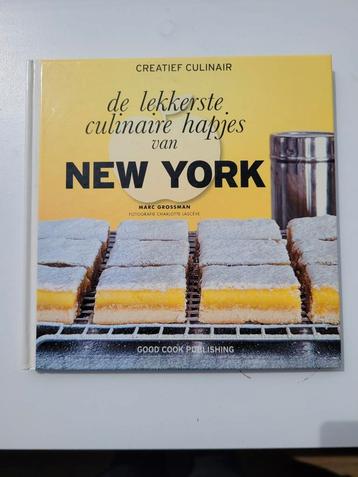 CREATIEF CULINAIR
de lekkerste
culinaire hapjes
van
NEW YORK
MARC GROSSMAN
FOTOGRAFIE CHARLOTTE LASCÈVE
GOOD COOK PUBLISHING